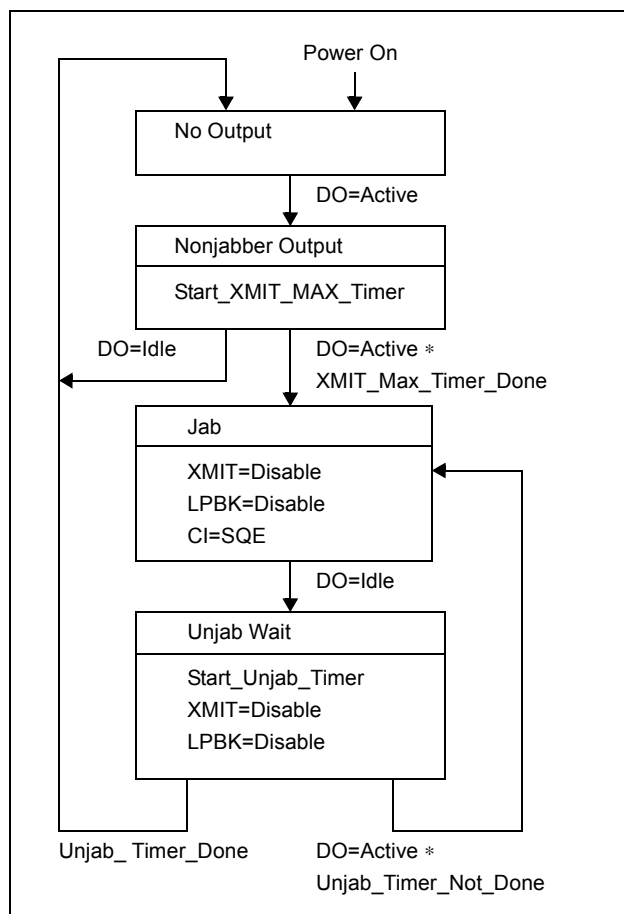 Power On
No Output
DO=Active
Nonjabber Output
Start_XMIT_MAX_Timer
DO=Idle
DO=Active *
XMIT_Max_Timer_Done
Jab
XMIT=Disable
LPBK=Disable
CI=SQE
DO=Idle
Unjab Wait
Start_Unjab_Timer
XMIT=Disable
LPBK=Disable
Unjab_ Timer_Done
DO=Active *
Unjab_Timer_Not_Done